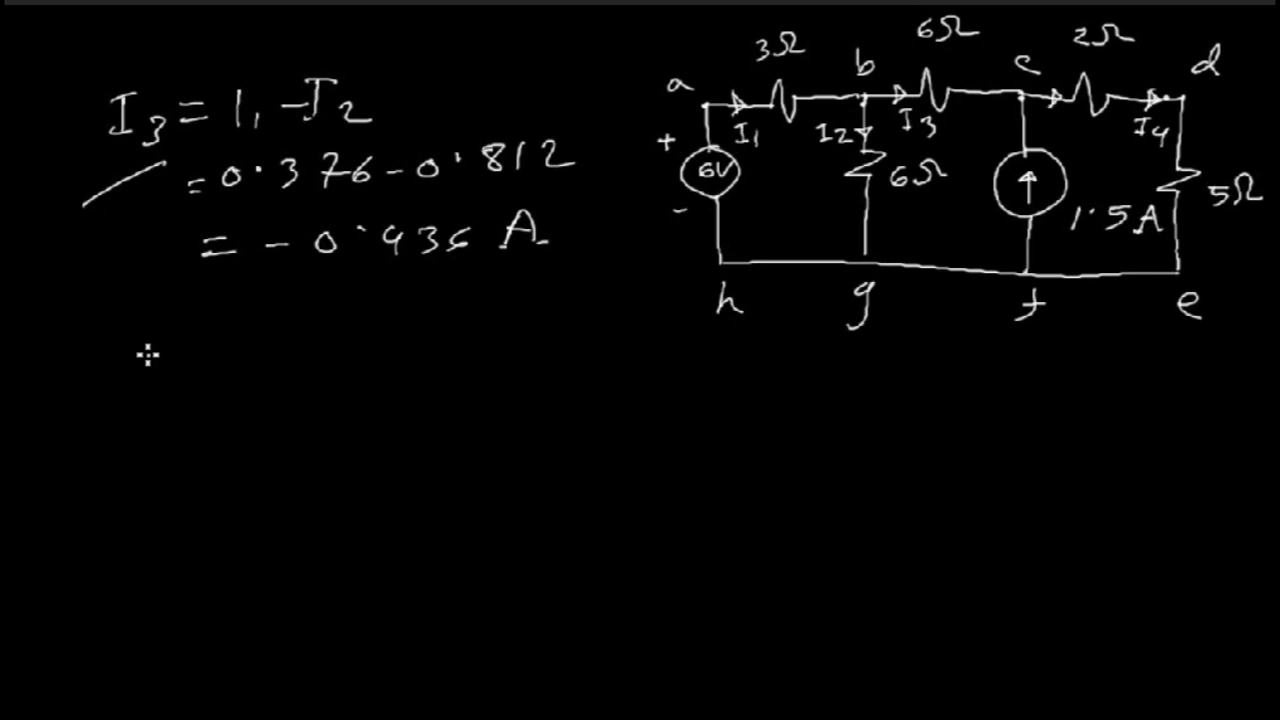 I3 = I1 - I2
= 0.376 - 0.812
= - 0.436 A
3Ω 6Ω 2Ω
a b c d
+ I1 I2 I3 I4
6V 6Ω 1.5A 5Ω
-
h g f e